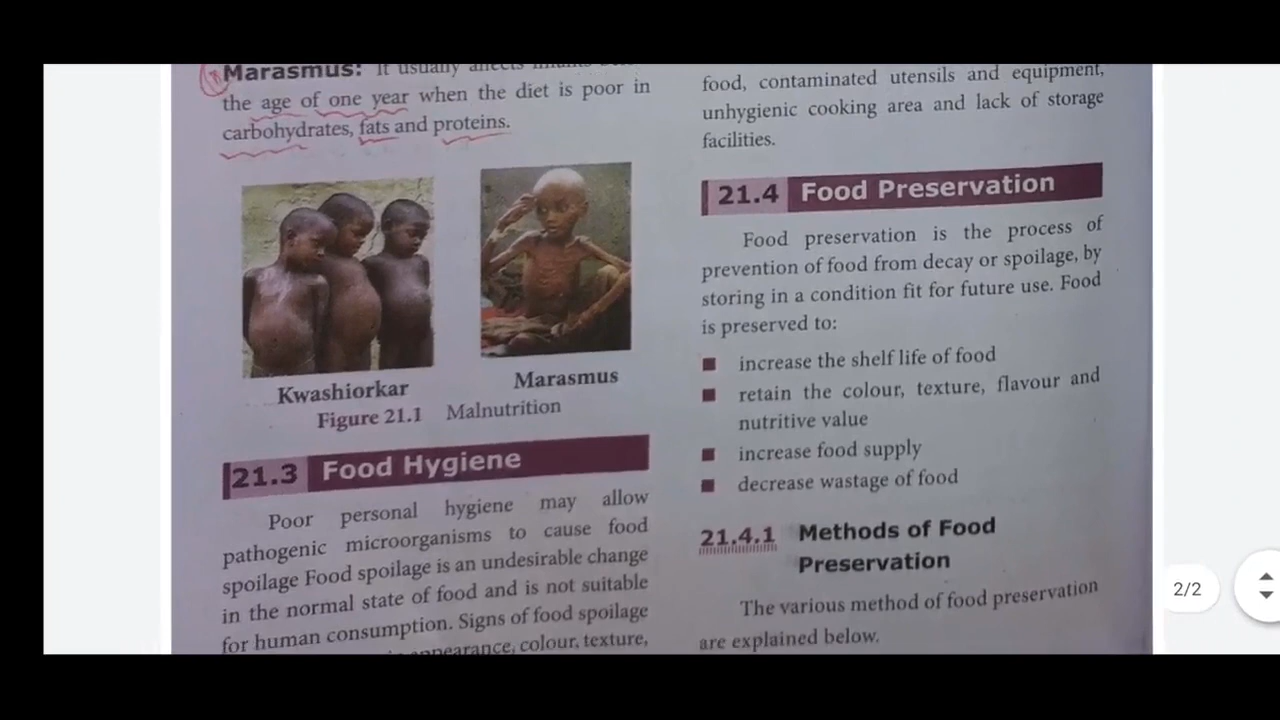 Marasmus: It usually affects infants
the age of one year when the diet is poor in
carbohydrates, fats and proteins.
Kwashiorkar
Marasmus
Figure 21.1 Malnutrition
21.3 Food Hygiene
Poor personal hygiene may allow
pathogenic microorganisms to cause food
spoilage Food spoilage is an undesirable change
in the normal state of food and is not suitable
for human consumption. Signs of food spoilage
appearance, colour, texture,
food, contaminated utensils and equipment,
unhygienic cooking area and lack of storage
facilities.
21.4 Food Preservation
Food preservation is the process of
prevention of food from decay or spoilage, by
storing in a condition fit for future use. Food
is preserved to:
increase the shelf life of food
retain the colour, texture, flavour and
nutritive value
increase food supply
decrease wastage of food
21.4.1 Methods of Food
Preservation
The various method of food preservation
are explained below.
2/2